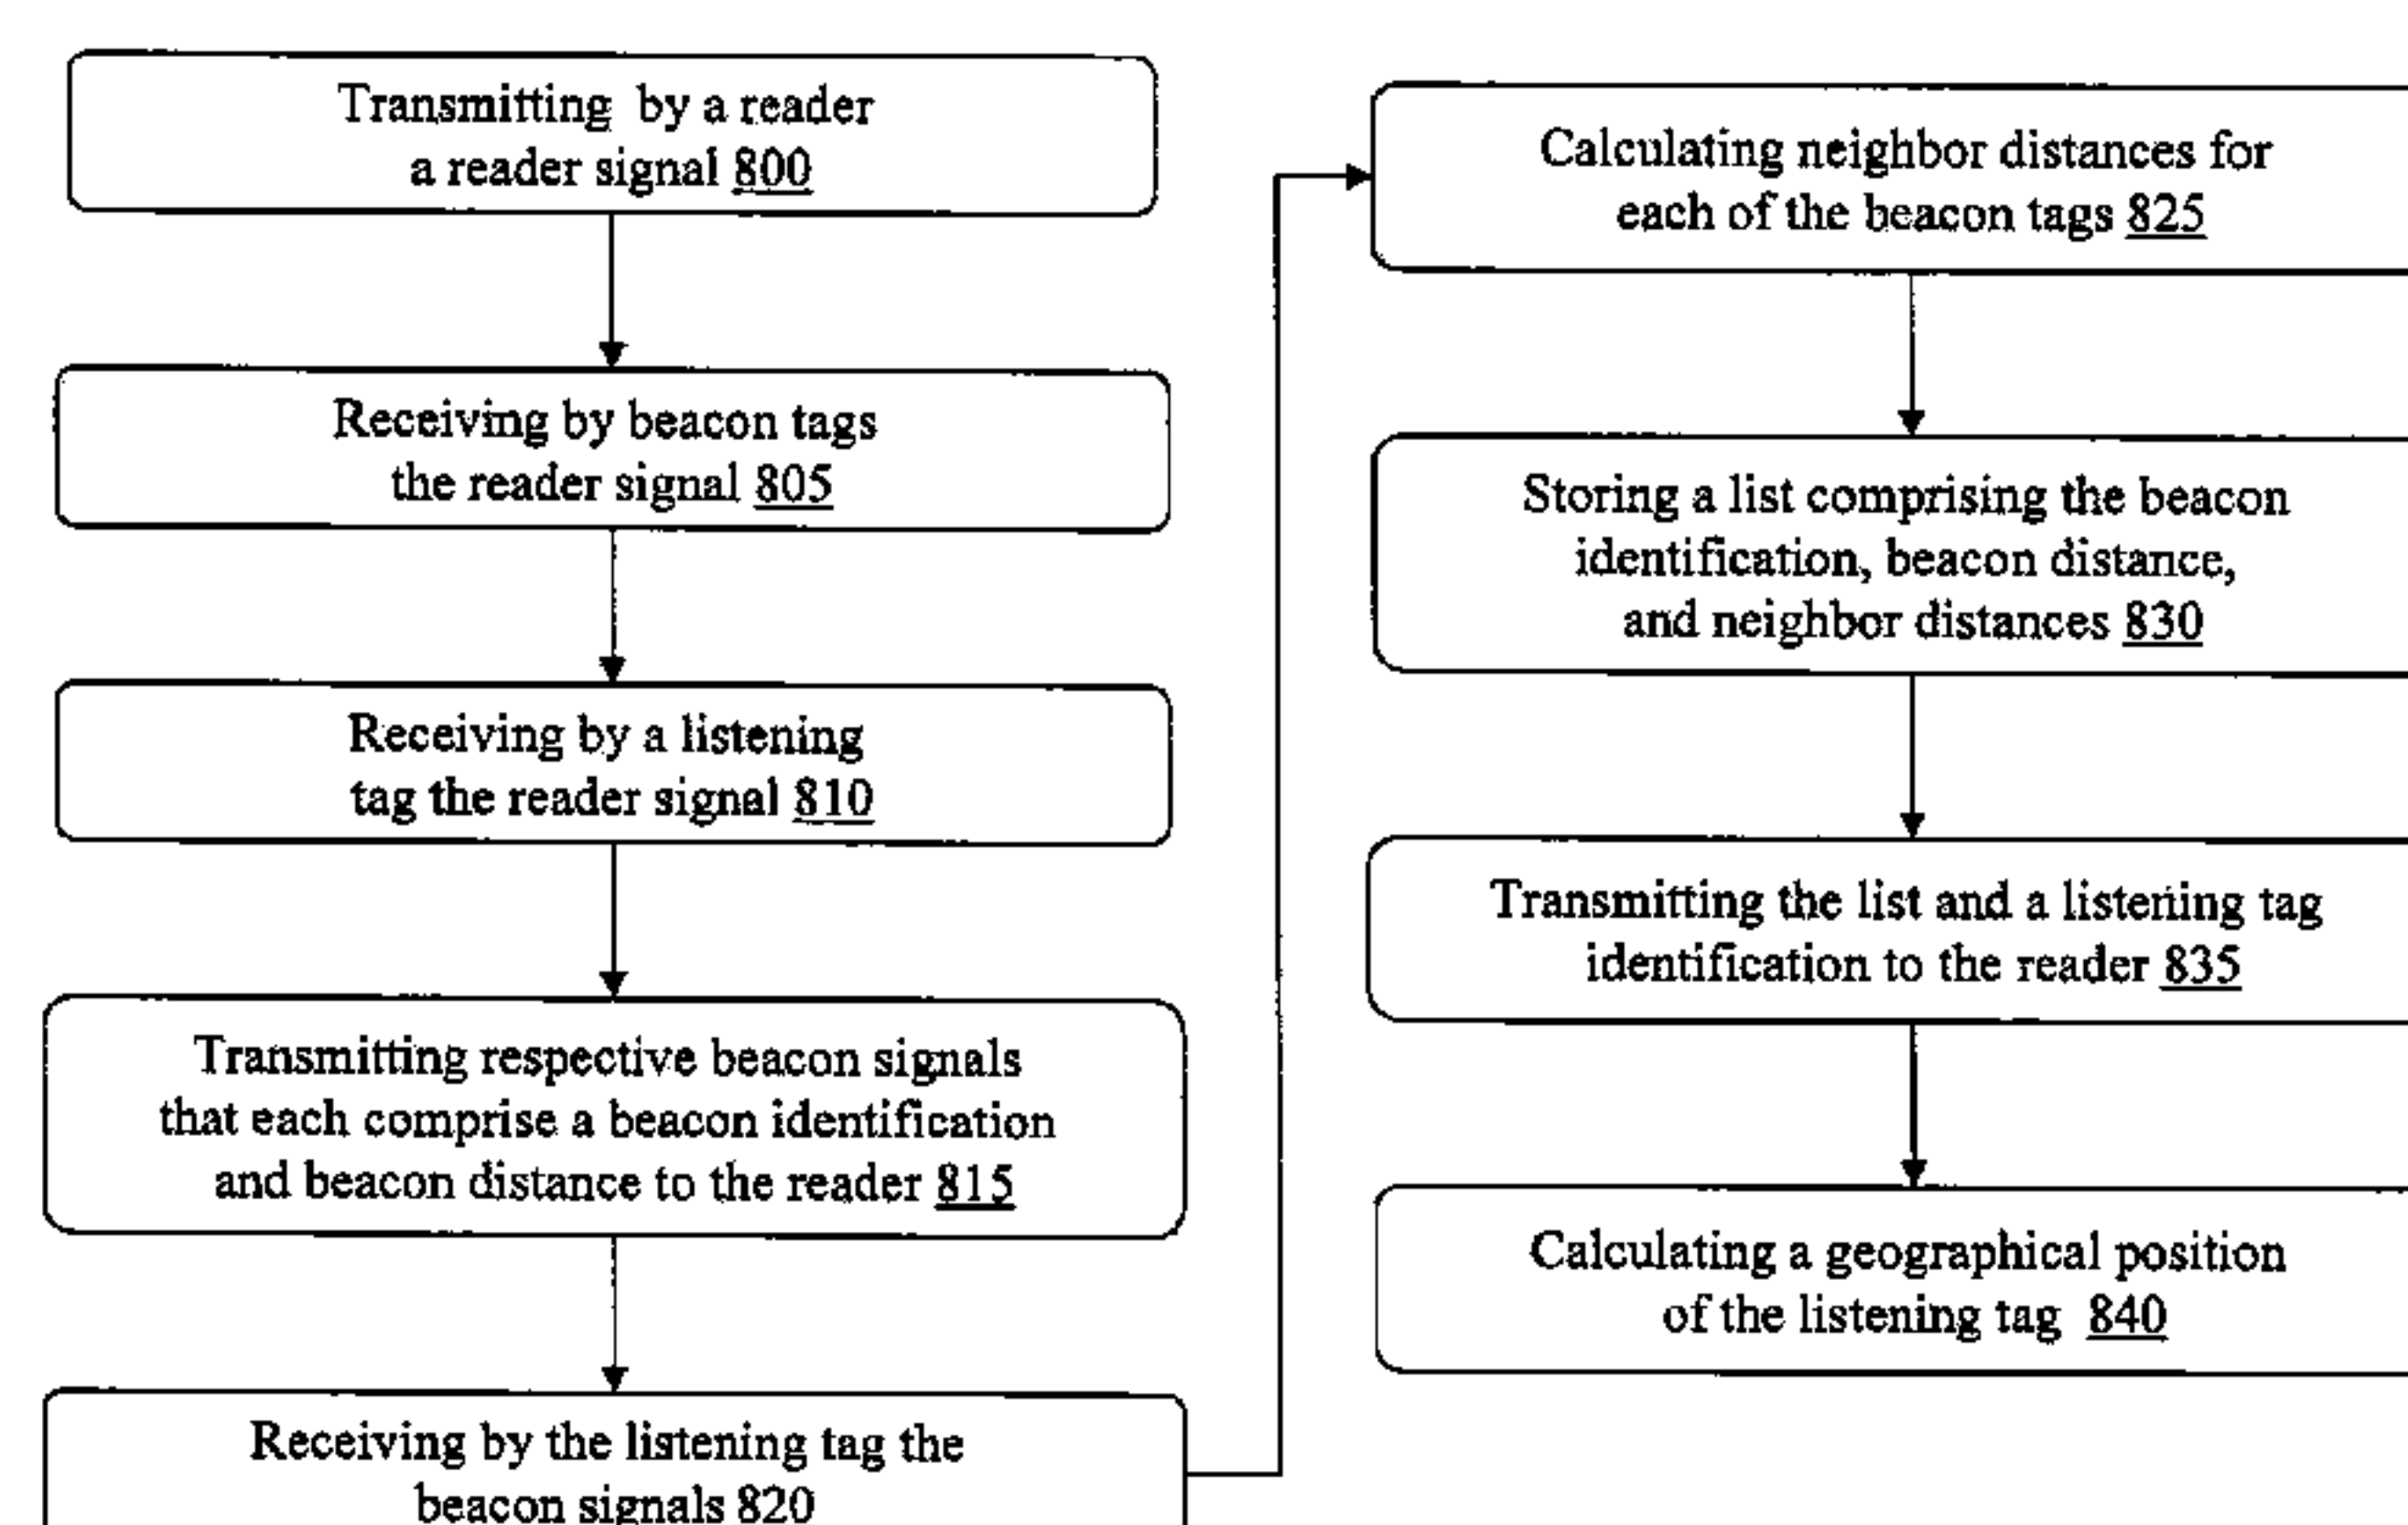 Transmitting by a reader
a reader signal 800
Receiving by beacon tags
the reader signal 805
Receiving by a listening
tag the reader signal 810
Transmitting respective beacon signals
that each comprise a beacon identification
and beacon distance to the reader 815
Receiving by the listening tag the
beacon signals 820
Calculating neighbor distances for
each of the beacon tags 825
Storing a list comprising the beacon
identification, beacon distance,
and neighbor distances 830
Transmitting the list and a listening tag
identification to the reader 835
Calculating a geographical position
of the listening tag 840